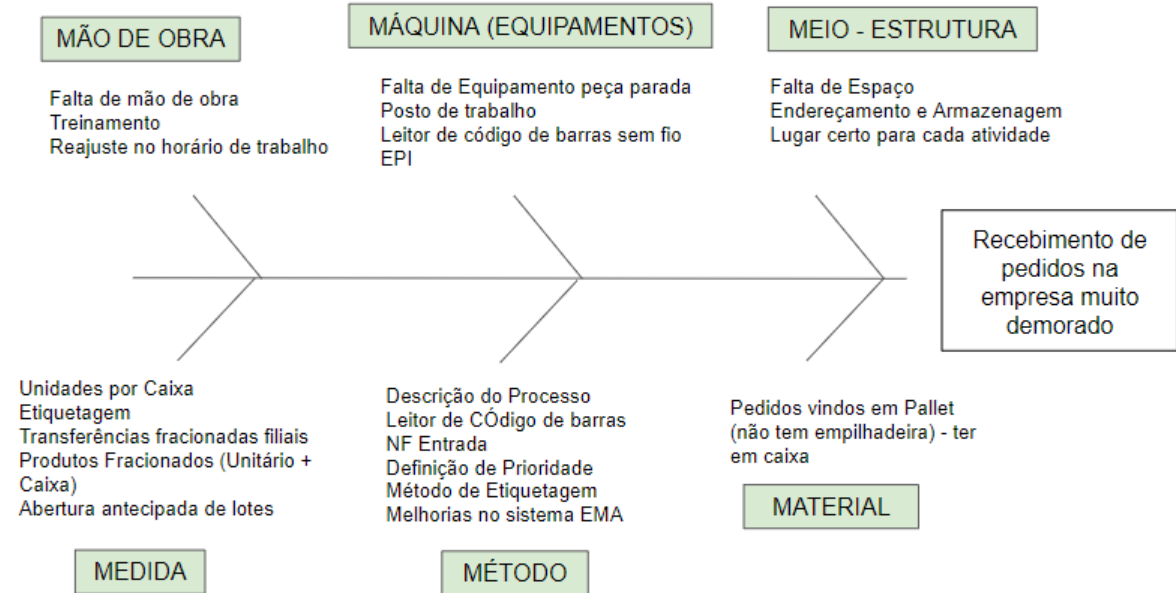 MÃO DE OBRA
Falta de mão de obra
Treinamento
Reajuste no horário de trabalho
MÁQUINA (EQUIPAMENTOS)
Falta de Equipamento peça parada
Posto de trabalho
Leitor de código de barras sem fio
EPI
MEIO - ESTRUTURA
Falta de Espaço
Endereçamento e Armazenagem
Lugar certo para cada atividade
Recebimento de
pedidos na
empresa muito
demorado
Unidades por Caixa
Etiquetagem
Transferências fracionadas filiais
Produtos Fracionados (Unitário +
Caixa)
Abertura antecipada de lotes
MEDIDA
Descrição do Processo
Leitor de CÓdigo de barras
NF Entrada
Definição de Prioridade
Método de Etiquetagem
Melhorias no sistema EMA
MÉTODO
Pedidos vindos em Pallet
(não tem empilhadeira) - ter
em caixa
MATERIAL